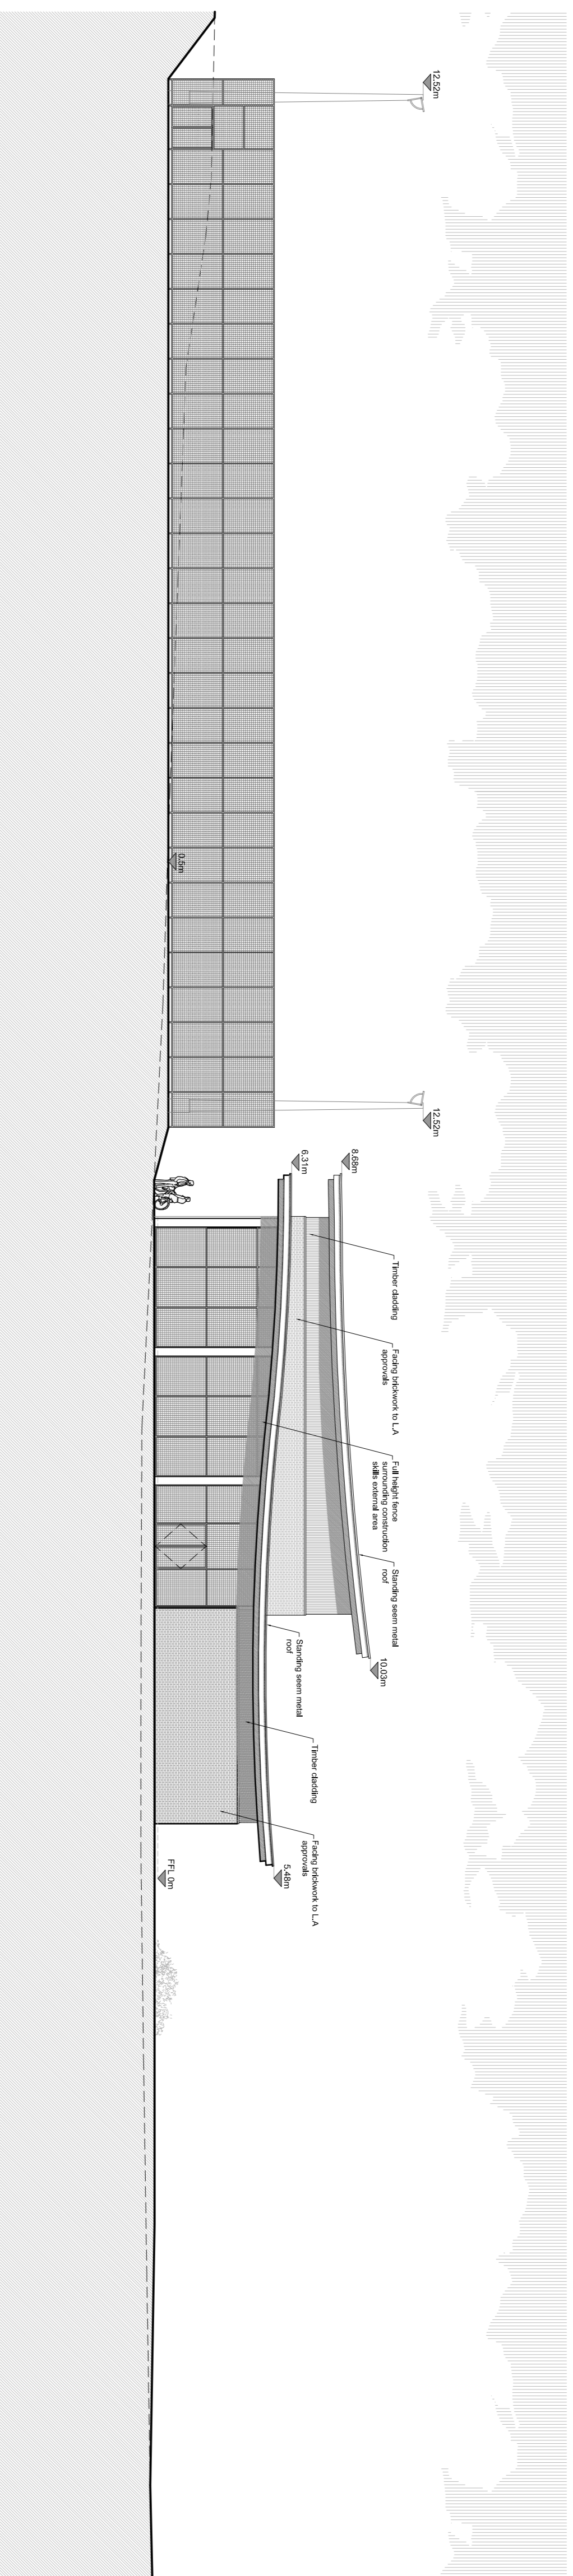 12.52m
0.5m
12.52m
8.68m
6.31m
Timber cladding
Facing brickwork to L.A
approvals
Full height fence
surrounding construction
skills external area
Standing seem metal
roof
10.03m
Standing seem metal
roof
Timber cladding
Facing brickwork to L.A
approvals
5.48m
FFL 0m